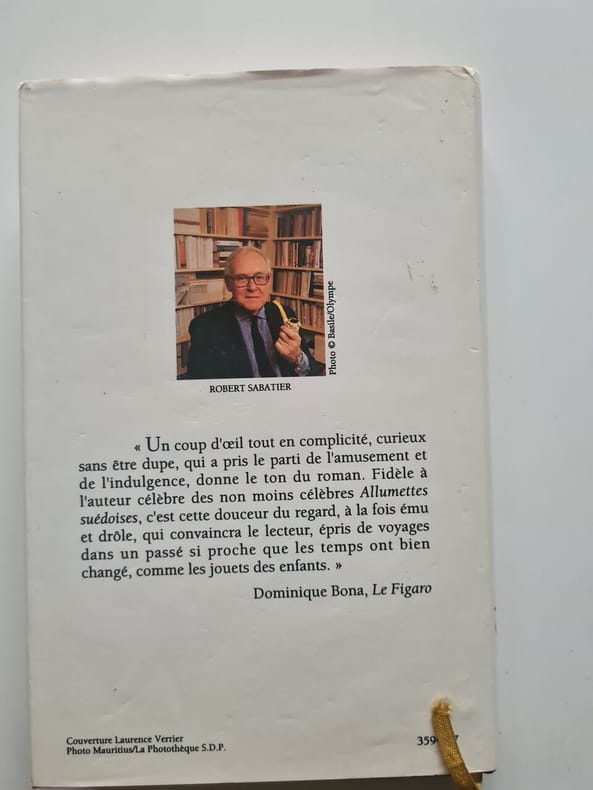 Photo © Basile/Olympe
ROBERT SABATIER
« Un coup d'œil tout en complicité, curieux
sans être dupe, qui a pris le parti de l'amusement et
de l'indulgence, donne le ton du roman. Fidèle à
l'auteur célèbre des non moins célèbres Allumettes
suédoises, c'est cette douceur du regard, à la fois ému
et drôle, qui convaincra le lecteur, épris de voyages
dans un passé si proche que les temps ont bien
changé, comme les jouets des enfants. »
Dominique Bona, Le Figaro
Couverture Laurence Verrier
Photo Mauritius/La Photothèque S.D.P.